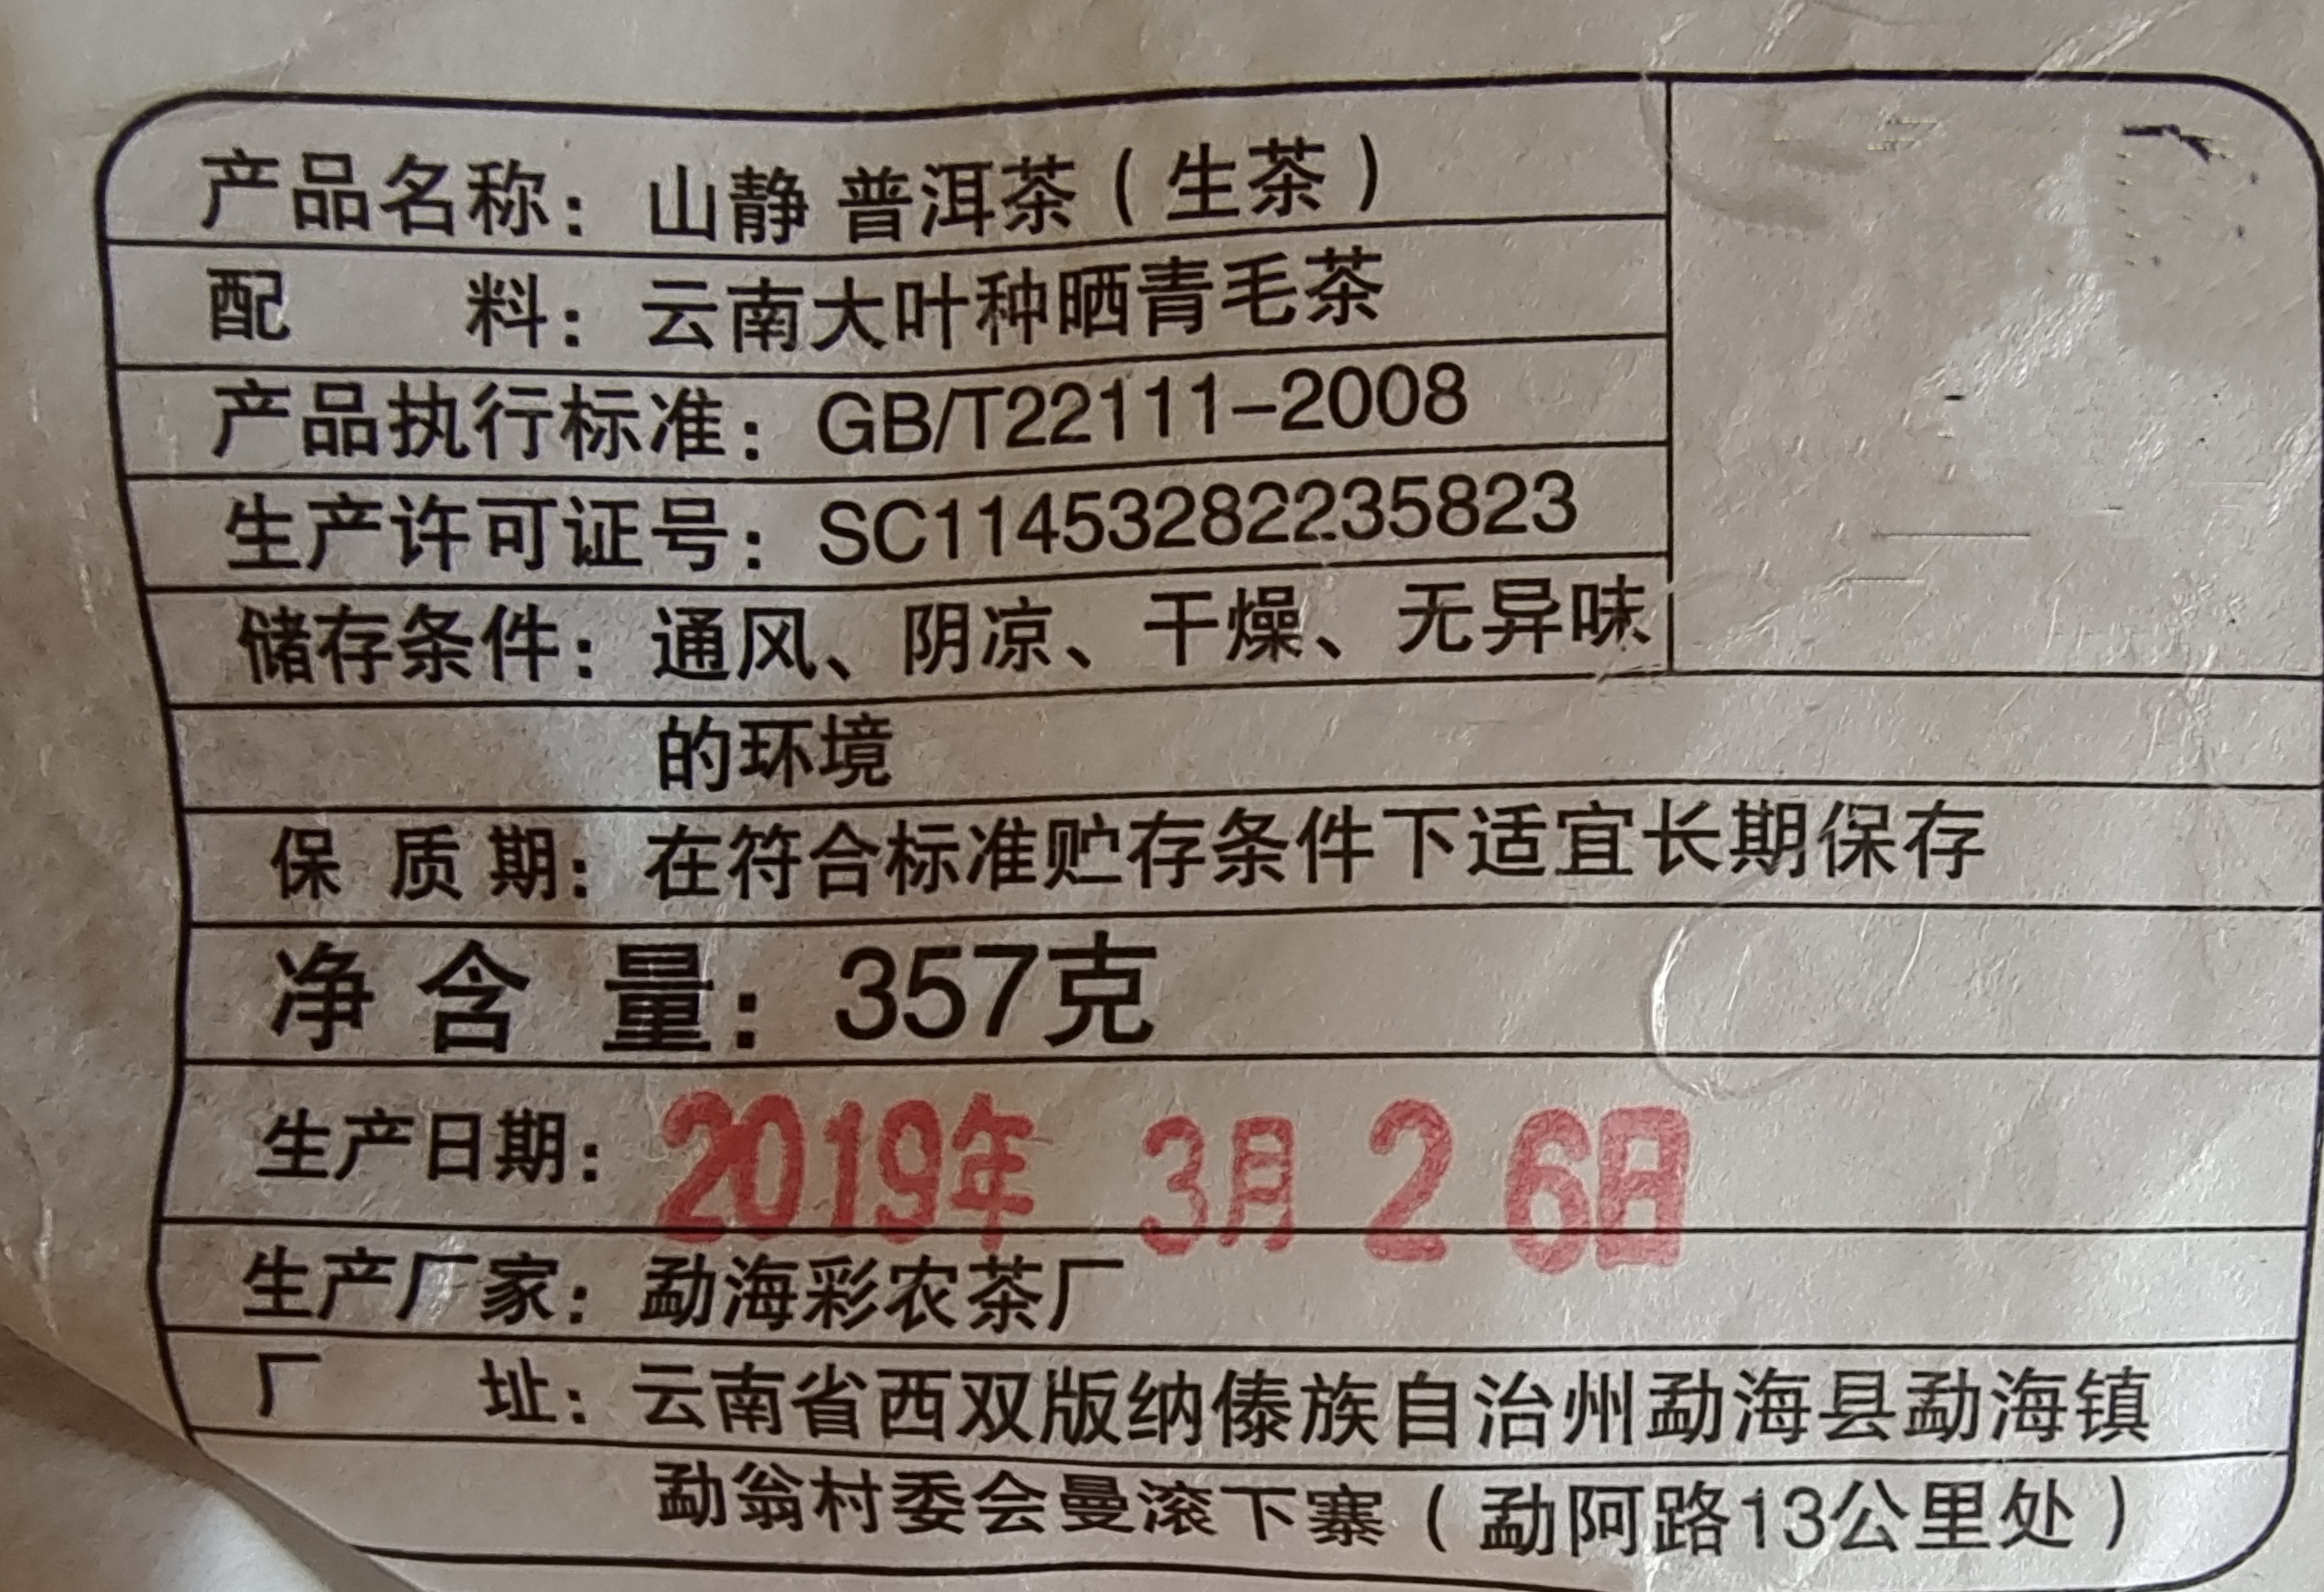 产品名称：山静 普洱茶（生茶）
配 料：云南大叶种晒青毛茶
产品执行标准：GB/T22111-2008
生产许可证号：SC11453282235823
储存条件：通风、阴凉、干燥、无异味
的环境
保 质 期：在符合标准贮存条件下适宜长期保存
净 含 量：357克
生产日期：2019年 3月 2 6日
生产厂家：勐海彩农茶厂
厂 址：云南省西双版纳傣族自治州勐海县勐海镇
勐翁村委会曼滚下寨（勐阿路13公里处）